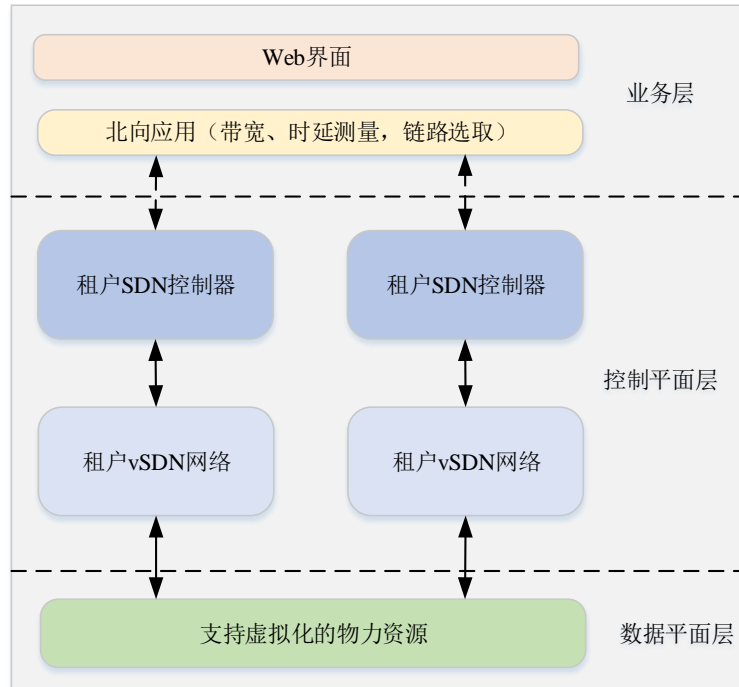 Web界面
业务层
北向应用（带宽、时延测量，链路选取）
租户SDN控制器
租户SDN控制器
控制平面层
租户vSDN网络
租户vSDN网络
支持虚拟化的物力资源
数据平面层